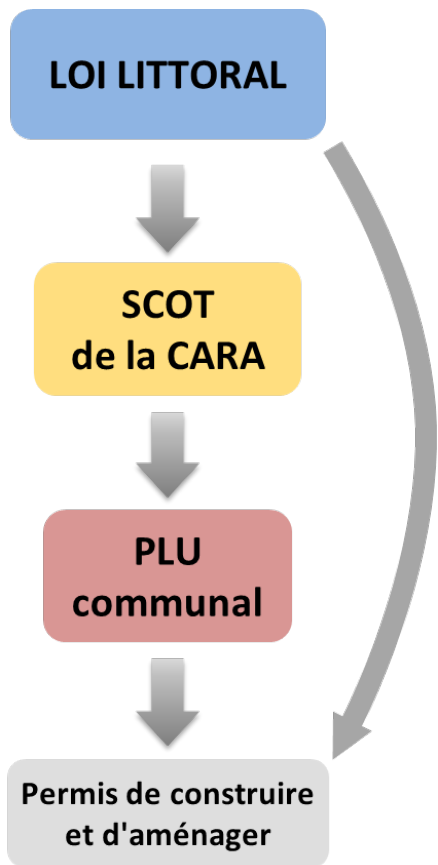 LOI LITTORAL
SCOT
de la CARA
PLU
communal
Permis de construire
et d'aménager